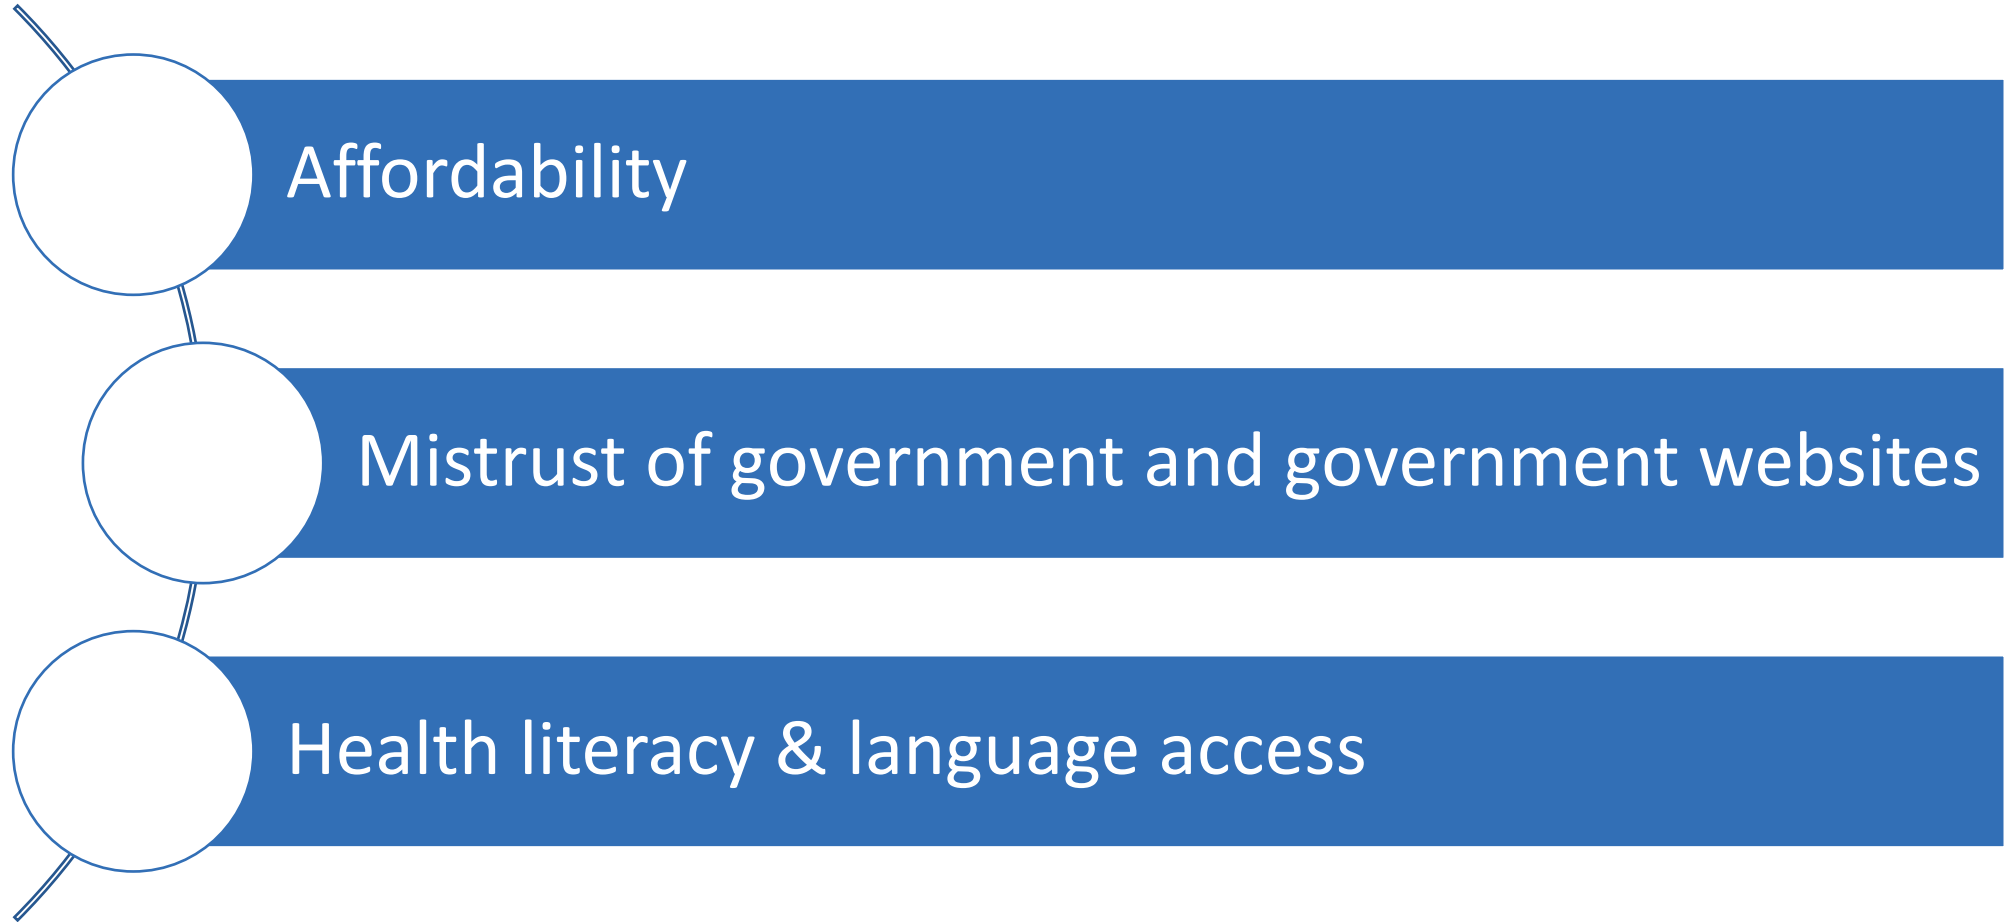 Affordability
Mistrust of government and government websites
Health literacy & language access